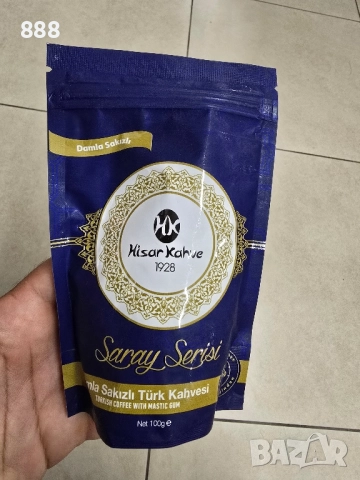 888
Damla Sakızlı
HK
Hisar Kahve
1928
Saray Serisi
mla Sakızlı Türk Kahvesi
TURKISH COFFEE WITH MASTIC GUM
Net 100g e
BAZAR